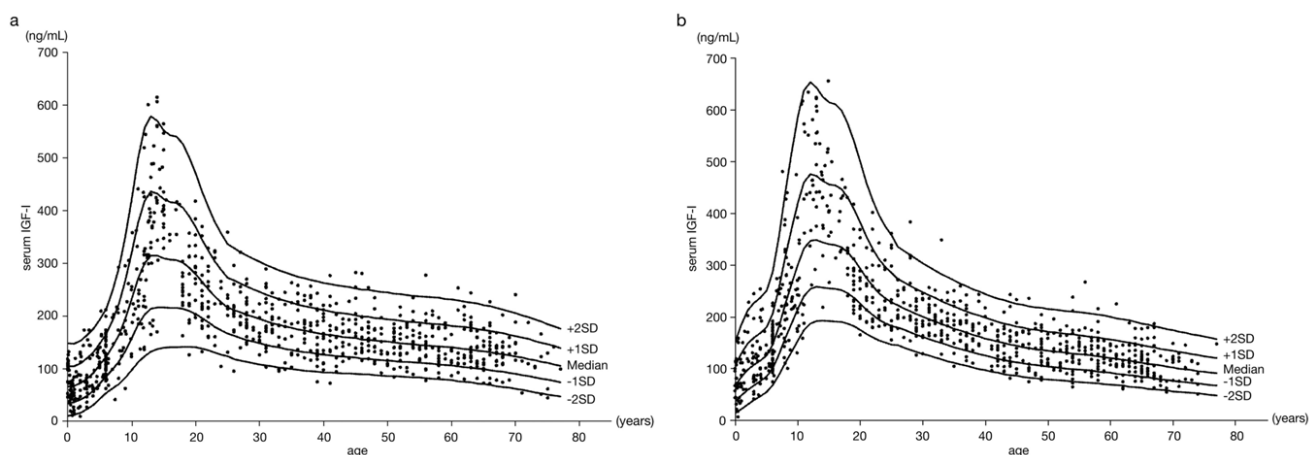 a
(ng/mL)
700
600
500
400
300
200
100
0
serum IGF-I
0 10 20 30 40 50 60 70 80
(years)
age
+2SD
+1SD
Median
-1SD
-2SD
b
(ng/mL)
700
600
500
400
300
200
100
0
serum IGF-I
0 10 20 30 40 50 60 70 80
(years)
age
+2SD
+1SD
Median
-1SD
-2SD